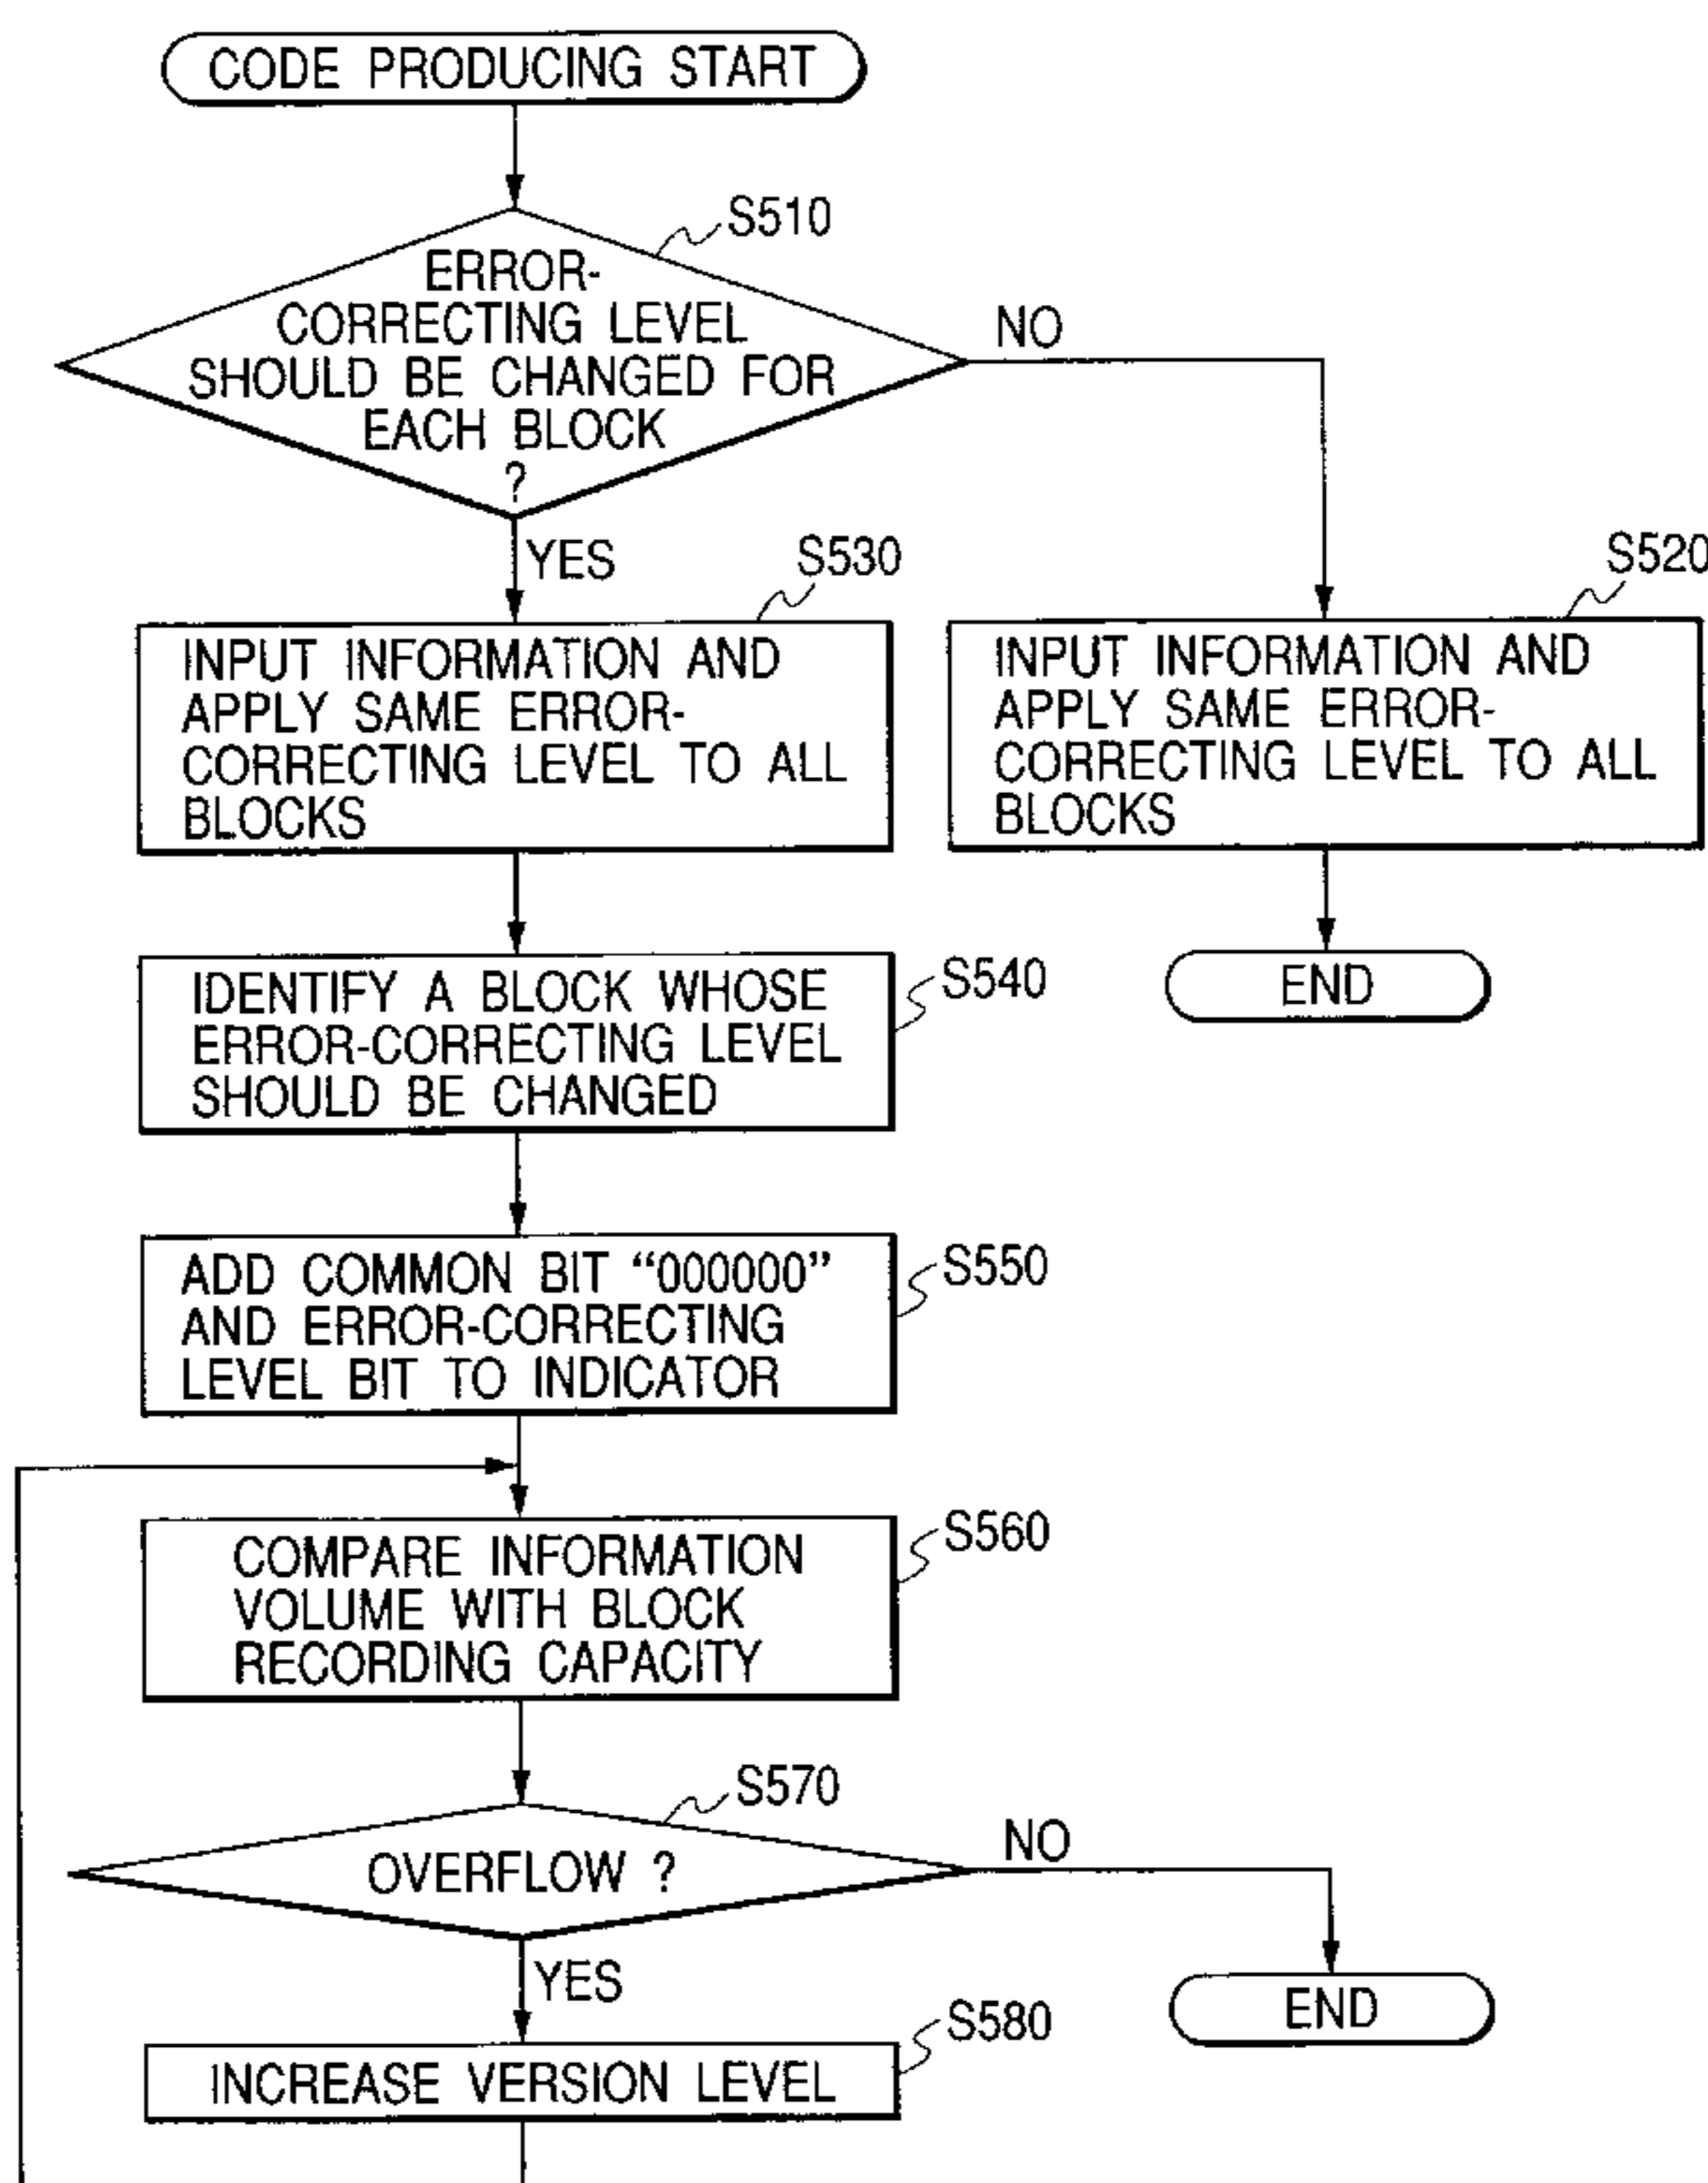 CODE PRODUCING START
S510
ERROR-
CORRECTING LEVEL
SHOULD BE CHANGED FOR
EACH BLOCK
?
NO
YES
S530
INPUT INFORMATION AND
APPLY SAME ERROR-
CORRECTING LEVEL TO ALL
BLOCKS
S520
INPUT INFORMATION AND
APPLY SAME ERROR-
CORRECTING LEVEL TO ALL
BLOCKS
END
IDENTIFY A BLOCK WHOSE
ERROR-CORRECTING LEVEL
SHOULD BE CHANGED
S540
ADD COMMON BIT “000000”
AND ERROR-CORRECTING
LEVEL BIT TO INDICATOR
S550
COMPARE INFORMATION
VOLUME WITH BLOCK
RECORDING CAPACITY
S560
S570
OVERFLOW ?
NO
YES
END
S580
INCREASE VERSION LEVEL